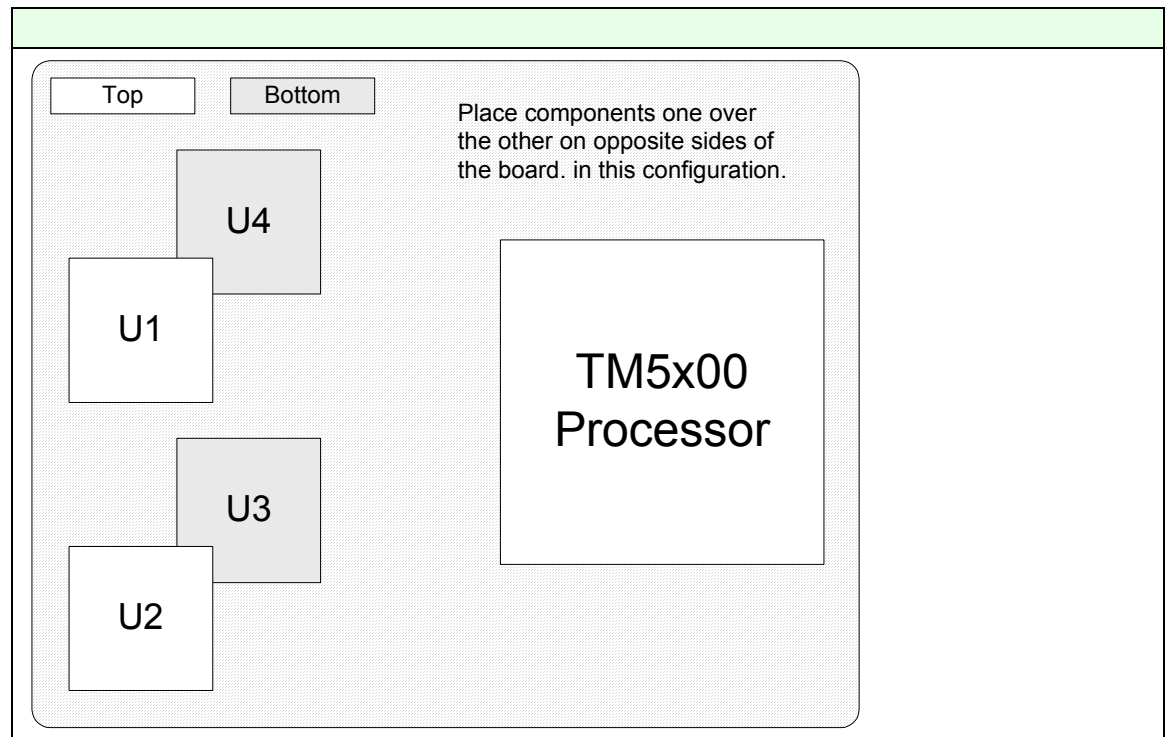 Top
Bottom
Place components one over
the other on opposite sides of
the board. in this configuration.
U4
U1
TM5x00
Processor
U3
U2